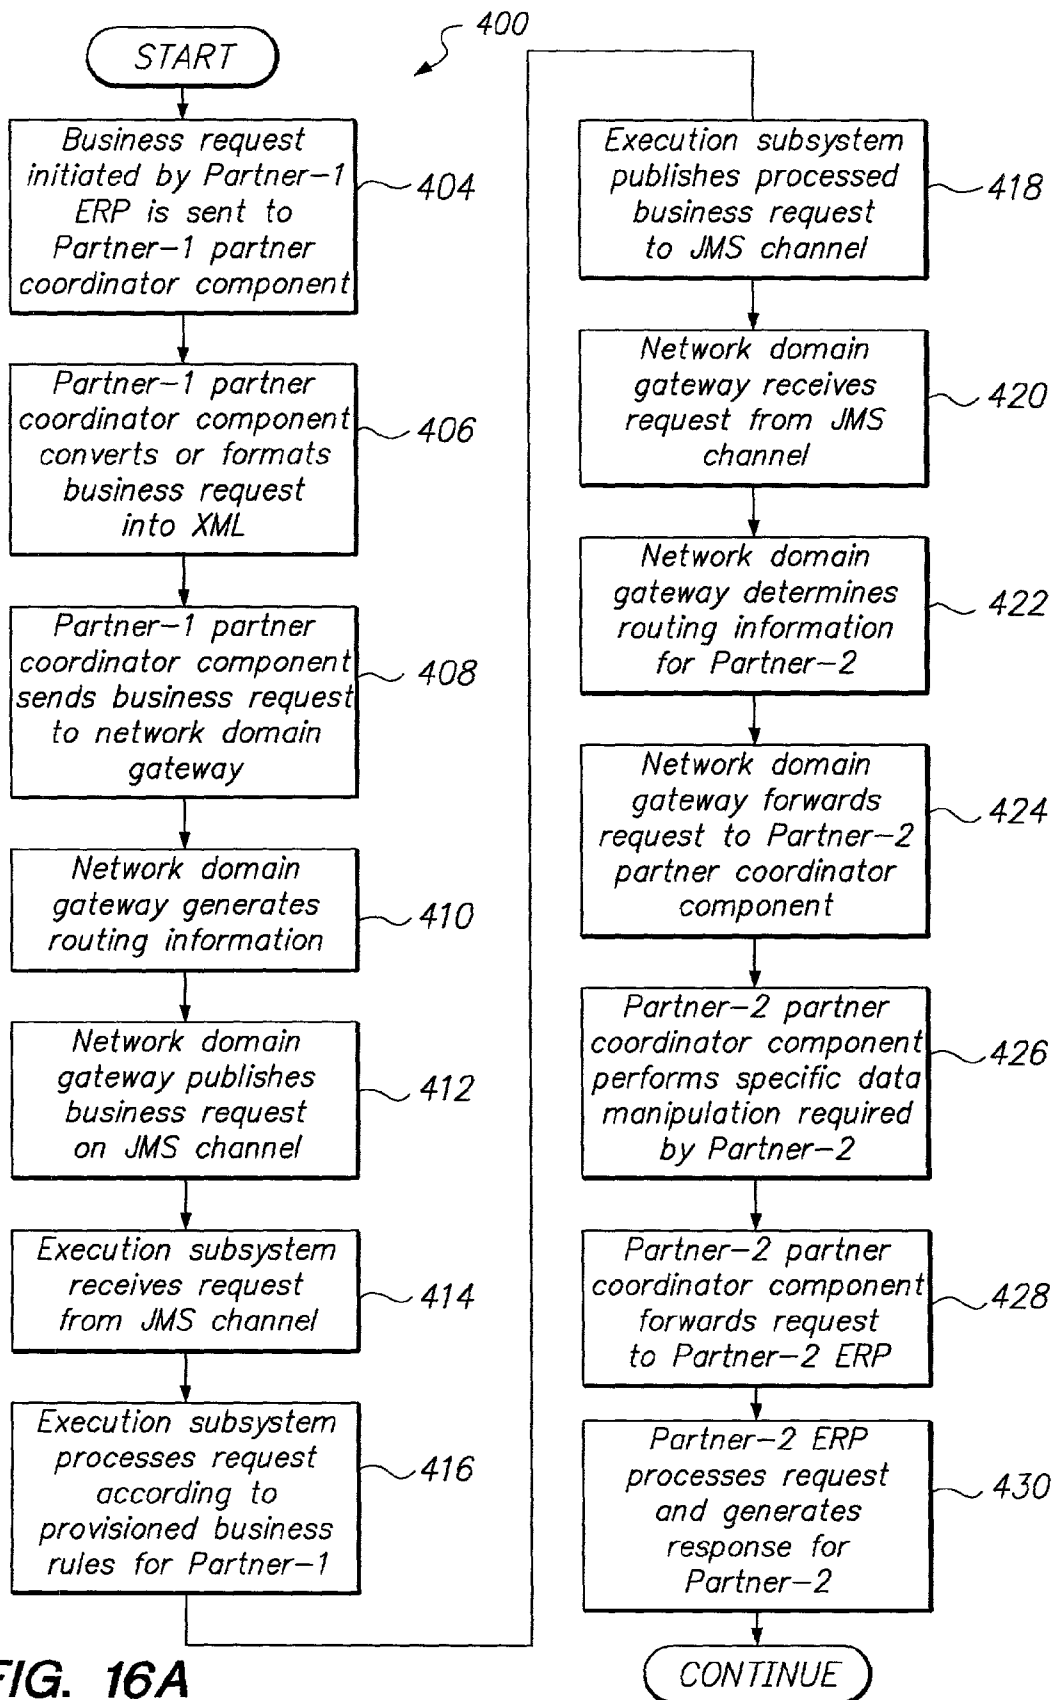 400
START
Business request
initiated by Partner-1
ERP is sent to
Partner-1 partner
coordinator component
404
Partner-1 partner
coordinator component
converts or formats
business request
into XML
406
Partner-1 partner
coordinator component
sends business request
to network domain
gateway
408
Network domain
gateway generates
routing information
410
Network domain
gateway publishes
business request
on JMS channel
412
Execution subsystem
receives request
from JMS channel
414
Execution subsystem
processes request
according to
provisioned business
rules for Partner-1
416
Execution subsystem
publishes processed
business request
to JMS channel
418
Network domain
gateway receives
request from JMS
channel
420
Network domain
gateway determines
routing information
for Partner-2
422
Network domain
gateway forwards
request to Partner-2
partner coordinator
component
424
Partner-2 partner
coordinator component
performs specific data
manipulation required
by Partner-2
426
Partner-2 partner
coordinator component
forwards request
to Partner-2 ERP
428
Partner-2 ERP
processes request
and generates
response for
Partner-2
430
CONTINUE
FIG. 16A